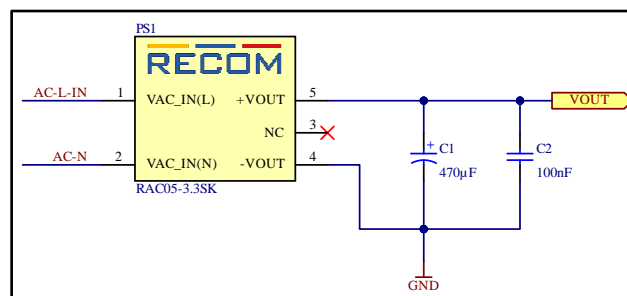 PS1
RECOM
AC-L-IN 1 VAC_IN(L) +VOUT 5 VOUT
NC 3
AC-N 2 VAC_IN(N) -VOUT 4
+ C1 C2
470µF 100nF
RAC05-3.3SK
GND